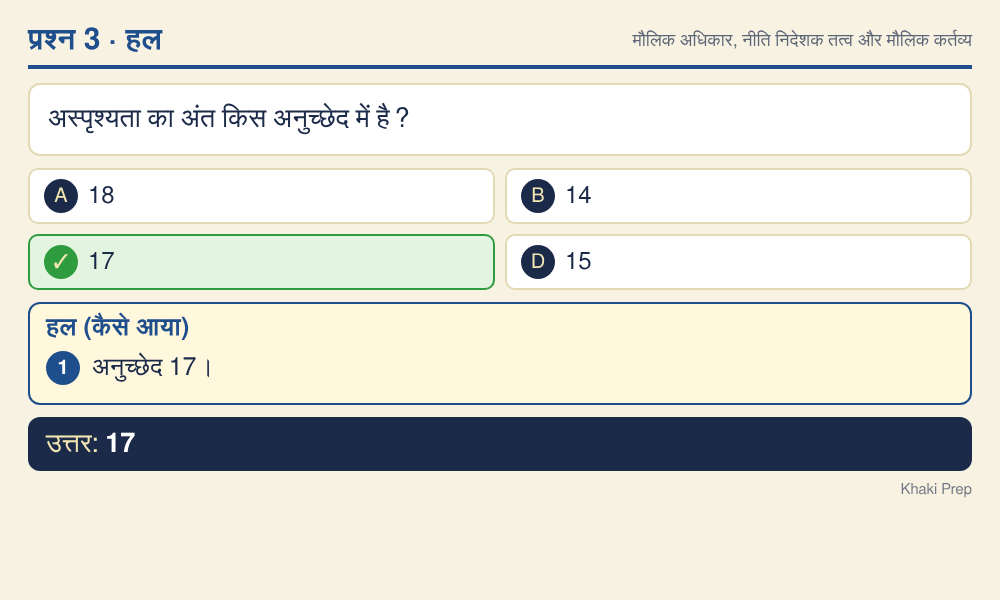 प्रश्न 3 · हल
मौलिक अधिकार, नीति निदेशक तत्व और मौलिक कर्तव्य
अस्पृश्यता का अंत किस अनुच्छेद में है ?
A 18
B 14
✓ 17
D 15
हल (कैसे आया)
1 अनुच्छेद 17।
उत्तर: 17
Khaki Prep